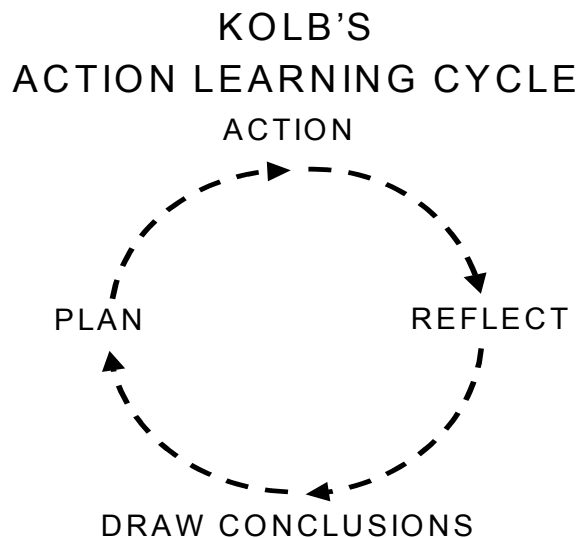 KOLB'S
ACTION LEARNING CYCLE
ACTION
PLAN
REFLECT
DRAW CONCLUSIONS